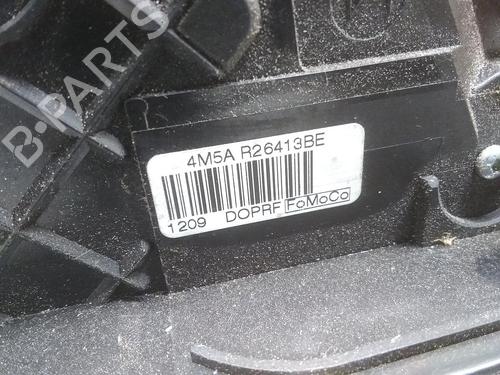 B-PARTS
4M5A R26413BE
1209 DOPRF FoMoCo